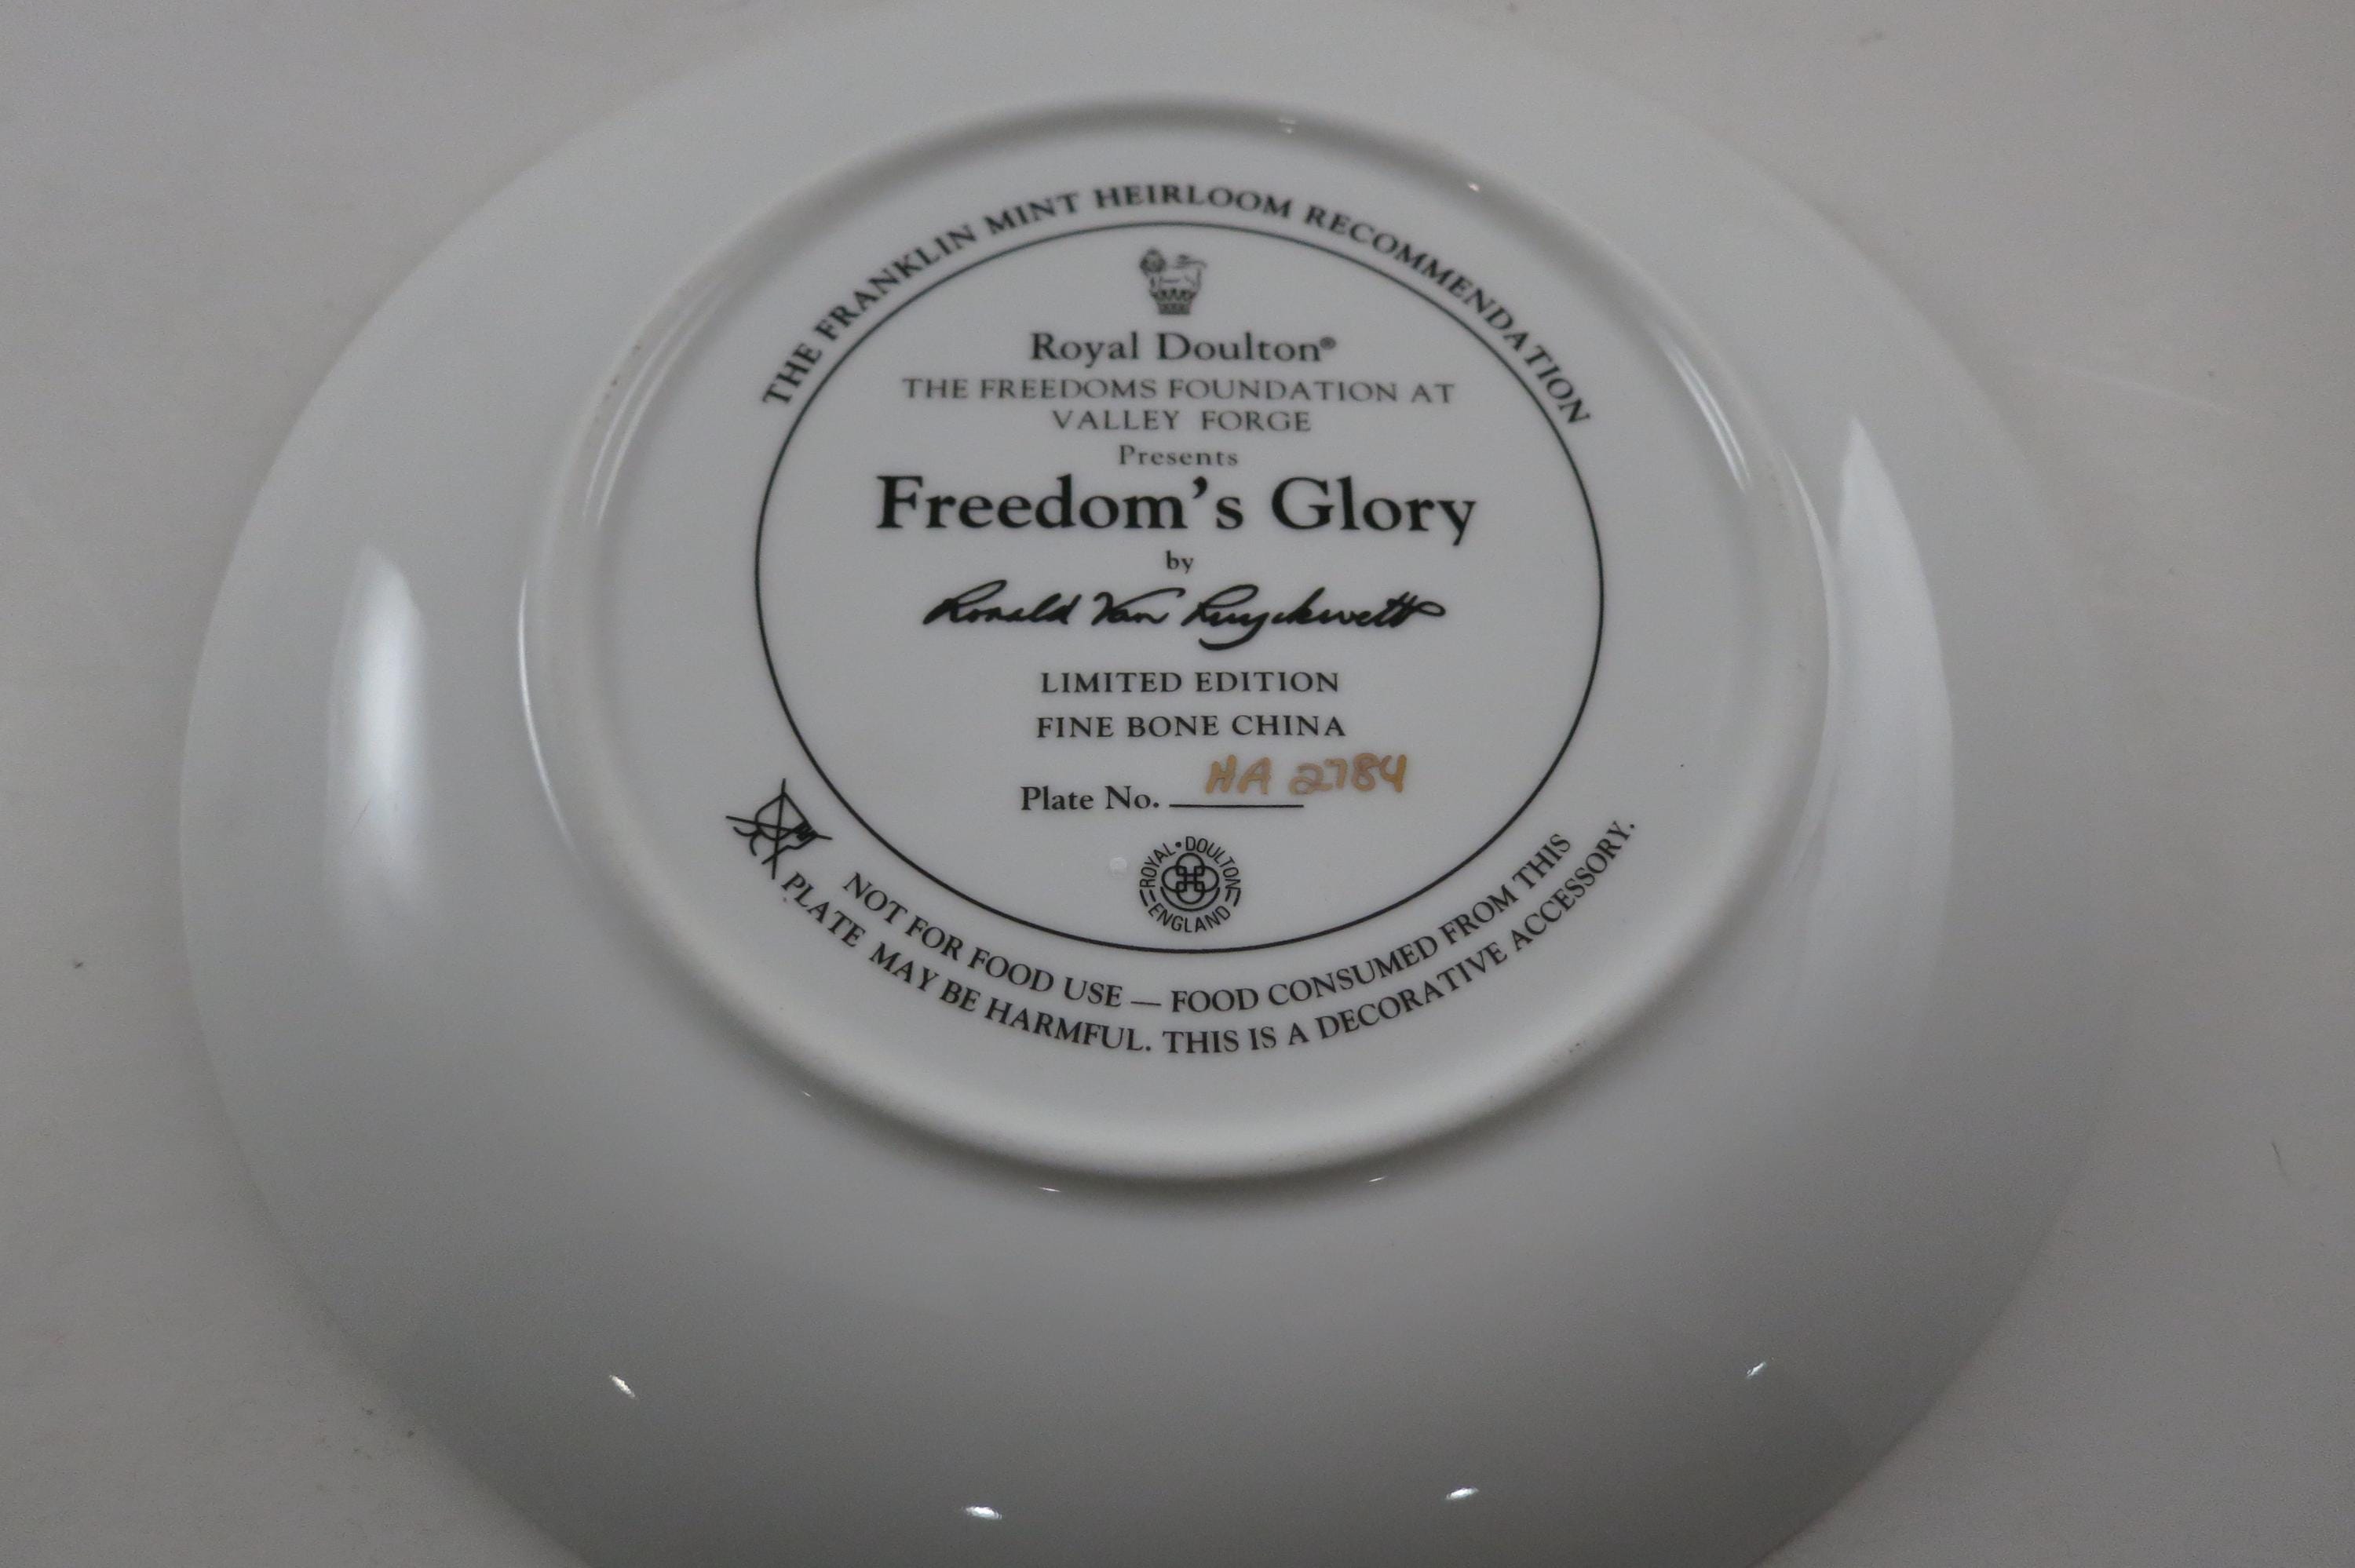 THE FRANKLIN MINT HEIRLOOM RECOMMENDATION
Royal Doulton®
THE FREEDOMS FOUNDATION AT
VALLEY FORGE
Presents
Freedom's Glory
by
Ronald Van Ruyckevelt
LIMITED EDITION
FINE BONE CHINA
Plate No. HA 2784
ROYAL • DOULTON
ENGLAND
NOT FOR FOOD USE — FOOD CONSUMED FROM THIS
PLATE MAY BE HARMFUL. THIS IS A DECORATIVE ACCESSORY.